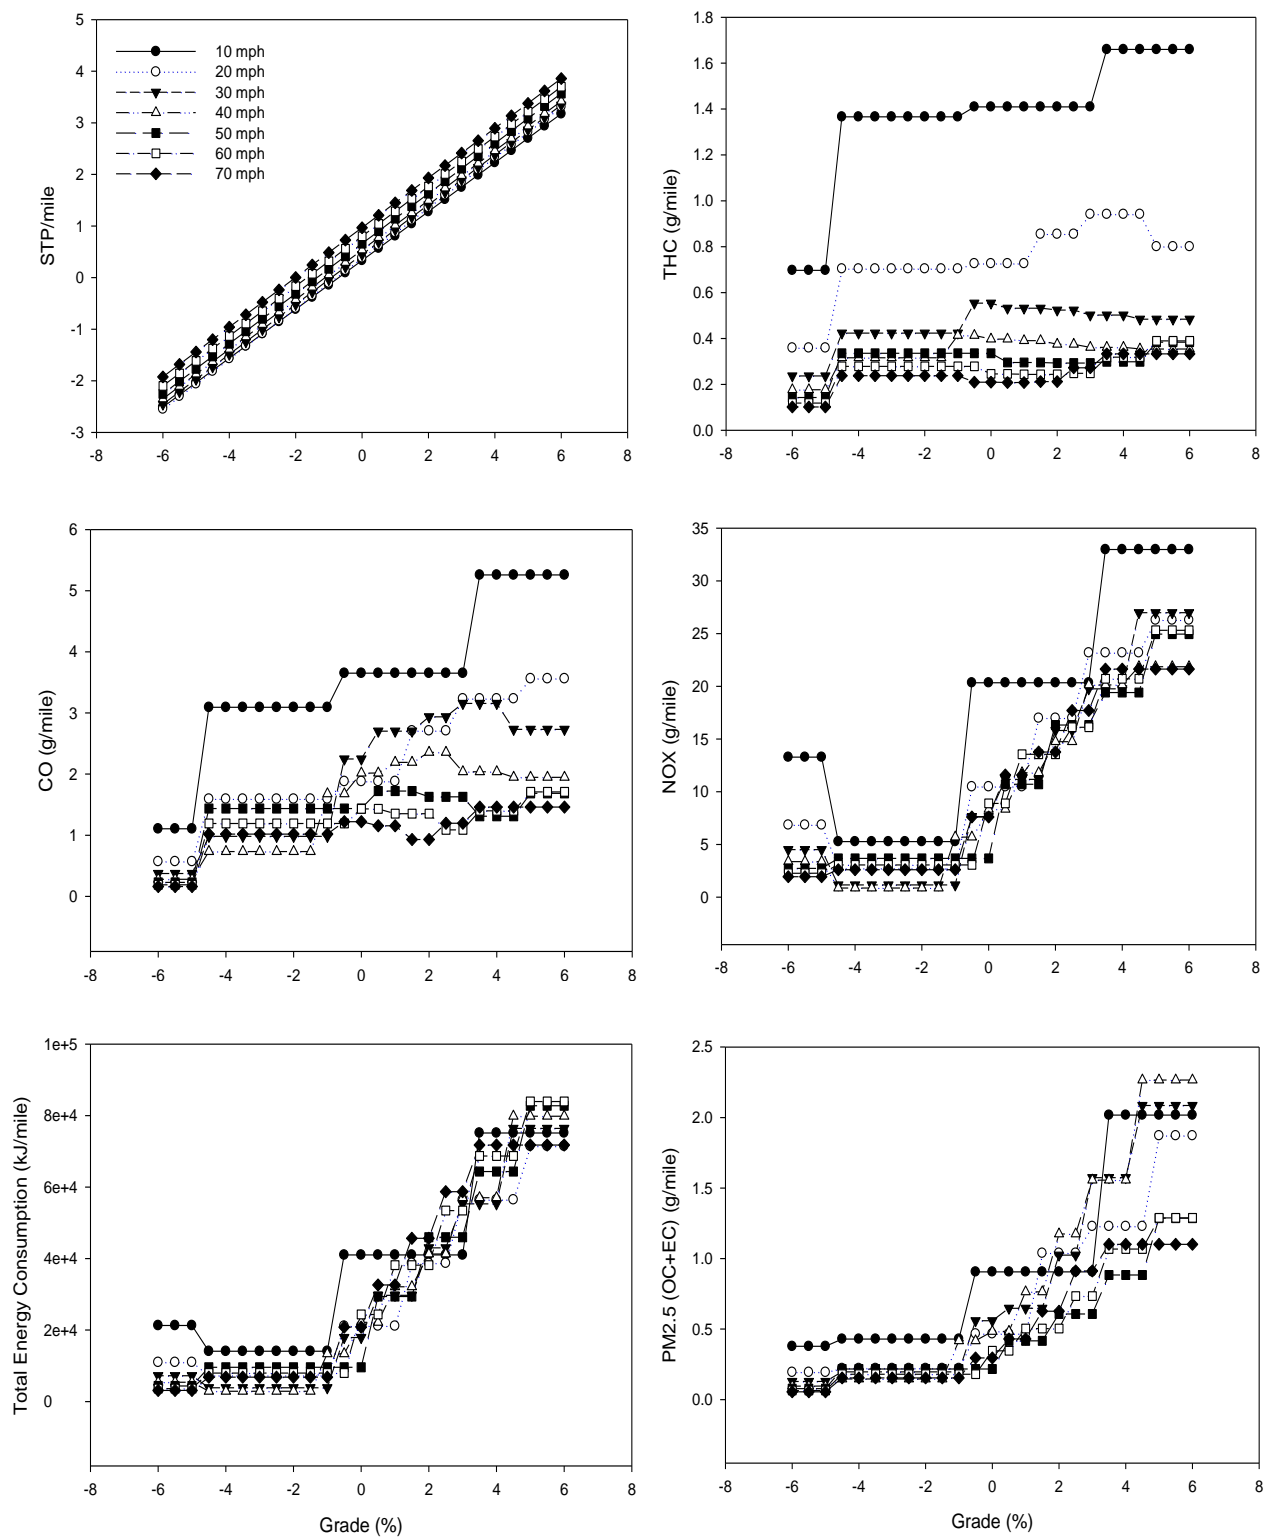 5
4
3
2
1
0
-1
-2
-3
-8 -6 -4 -2 0 2 4 6 8
STP/mile
10 mph
20 mph
30 mph
40 mph
50 mph
60 mph
70 mph
1.8
1.6
1.4
1.2
1.0
0.8
0.6
0.4
0.2
0.0
-8 -6 -4 -2 0 2 4 6 8
THC (g/mile)
6
5
4
3
2
1
0
-8 -6 -4 -2 0 2 4 6 8
CO (g/mile)
35
30
25
20
15
10
5
0
-8 -6 -4 -2 0 2 4 6 8
NOX (g/mile)
1e+5
8e+4
6e+4
4e+4
2e+4
0
-8 -6 -4 -2 0 2 4 6 8
Total Energy Consumption (kJ/mile)
Grade (%)
2.5
2.0
1.5
1.0
0.5
0.0
-8 -6 -4 -2 0 2 4 6 8
PM2.5 (OC+EC) (g/mile)
Grade (%)